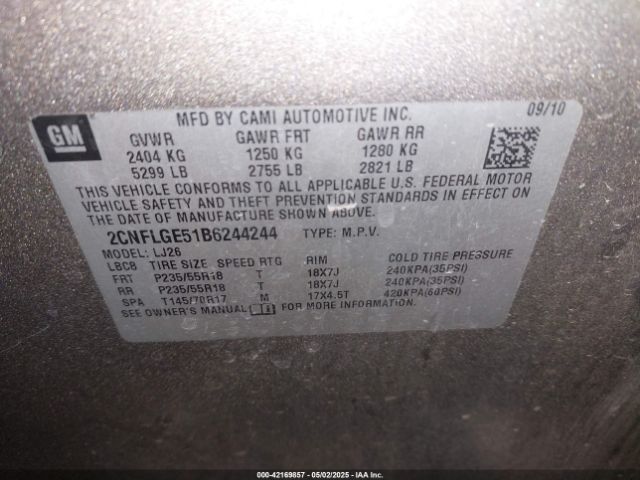 MFD BY CAMI AUTOMOTIVE INC. 09/10
GM
GVWR GAWR FRT GAWR RR
2404 KG 1250 KG 1280 KG
5299 LB 2755 LB 2821 LB
THIS VEHICLE CONFORMS TO ALL APPLICABLE U.S. FEDERAL MOTOR
VEHICLE SAFETY AND THEFT PREVENTION STANDARDS IN EFFECT ON
THE DATE OF MANUFACTURE SHOWN ABOVE.
2CNFLGE51B6244244 TYPE: M.P.V.
MODEL: LJ26
LBC8 TIRE SIZE SPEED RTG RIM COLD TIRE PRESSURE
FRT P235/55R18 T 18X7J 240KPA(35PSI)
RR P235/55R18 T 18X7J 240KPA(35PSI)
SPA T145/70R17 M 17X4.5T 420KPA(60PSI)
SEE OWNER'S MANUAL FOR MORE INFORMATION.
000-42169857 05/02/2025 IAAI.COM